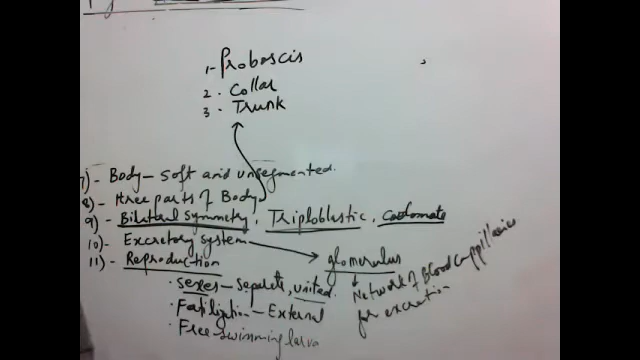 1- Proboscis
2. Collar
3. Trunk
7)- Body- Soft and unsegmented.
8)- three parts of Body
9)- Bilateral symmetry, Triploblastic, Coelomate
10)- Excretory system
glomerulus
Network of Blood Cappillaries
for excretion
11)- Reproduction
. Sexes- Separate, united.
. Fertilization- External
. Free swimming larva